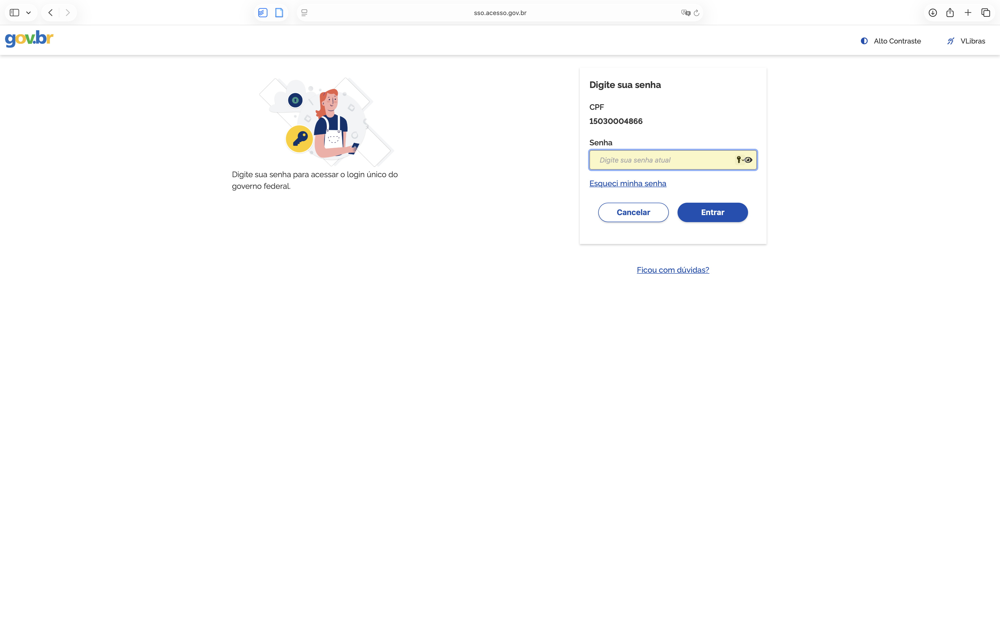 sso.acesso.gov.br
gov.br
Alto Contraste
VLibras
Digite sua senha para acessar o login único do
governo federal.
Digite sua senha
CPF
15030004866
Senha
Digite sua senha atual
Esqueci minha senha
Cancelar
Entrar
Ficou com dúvidas?